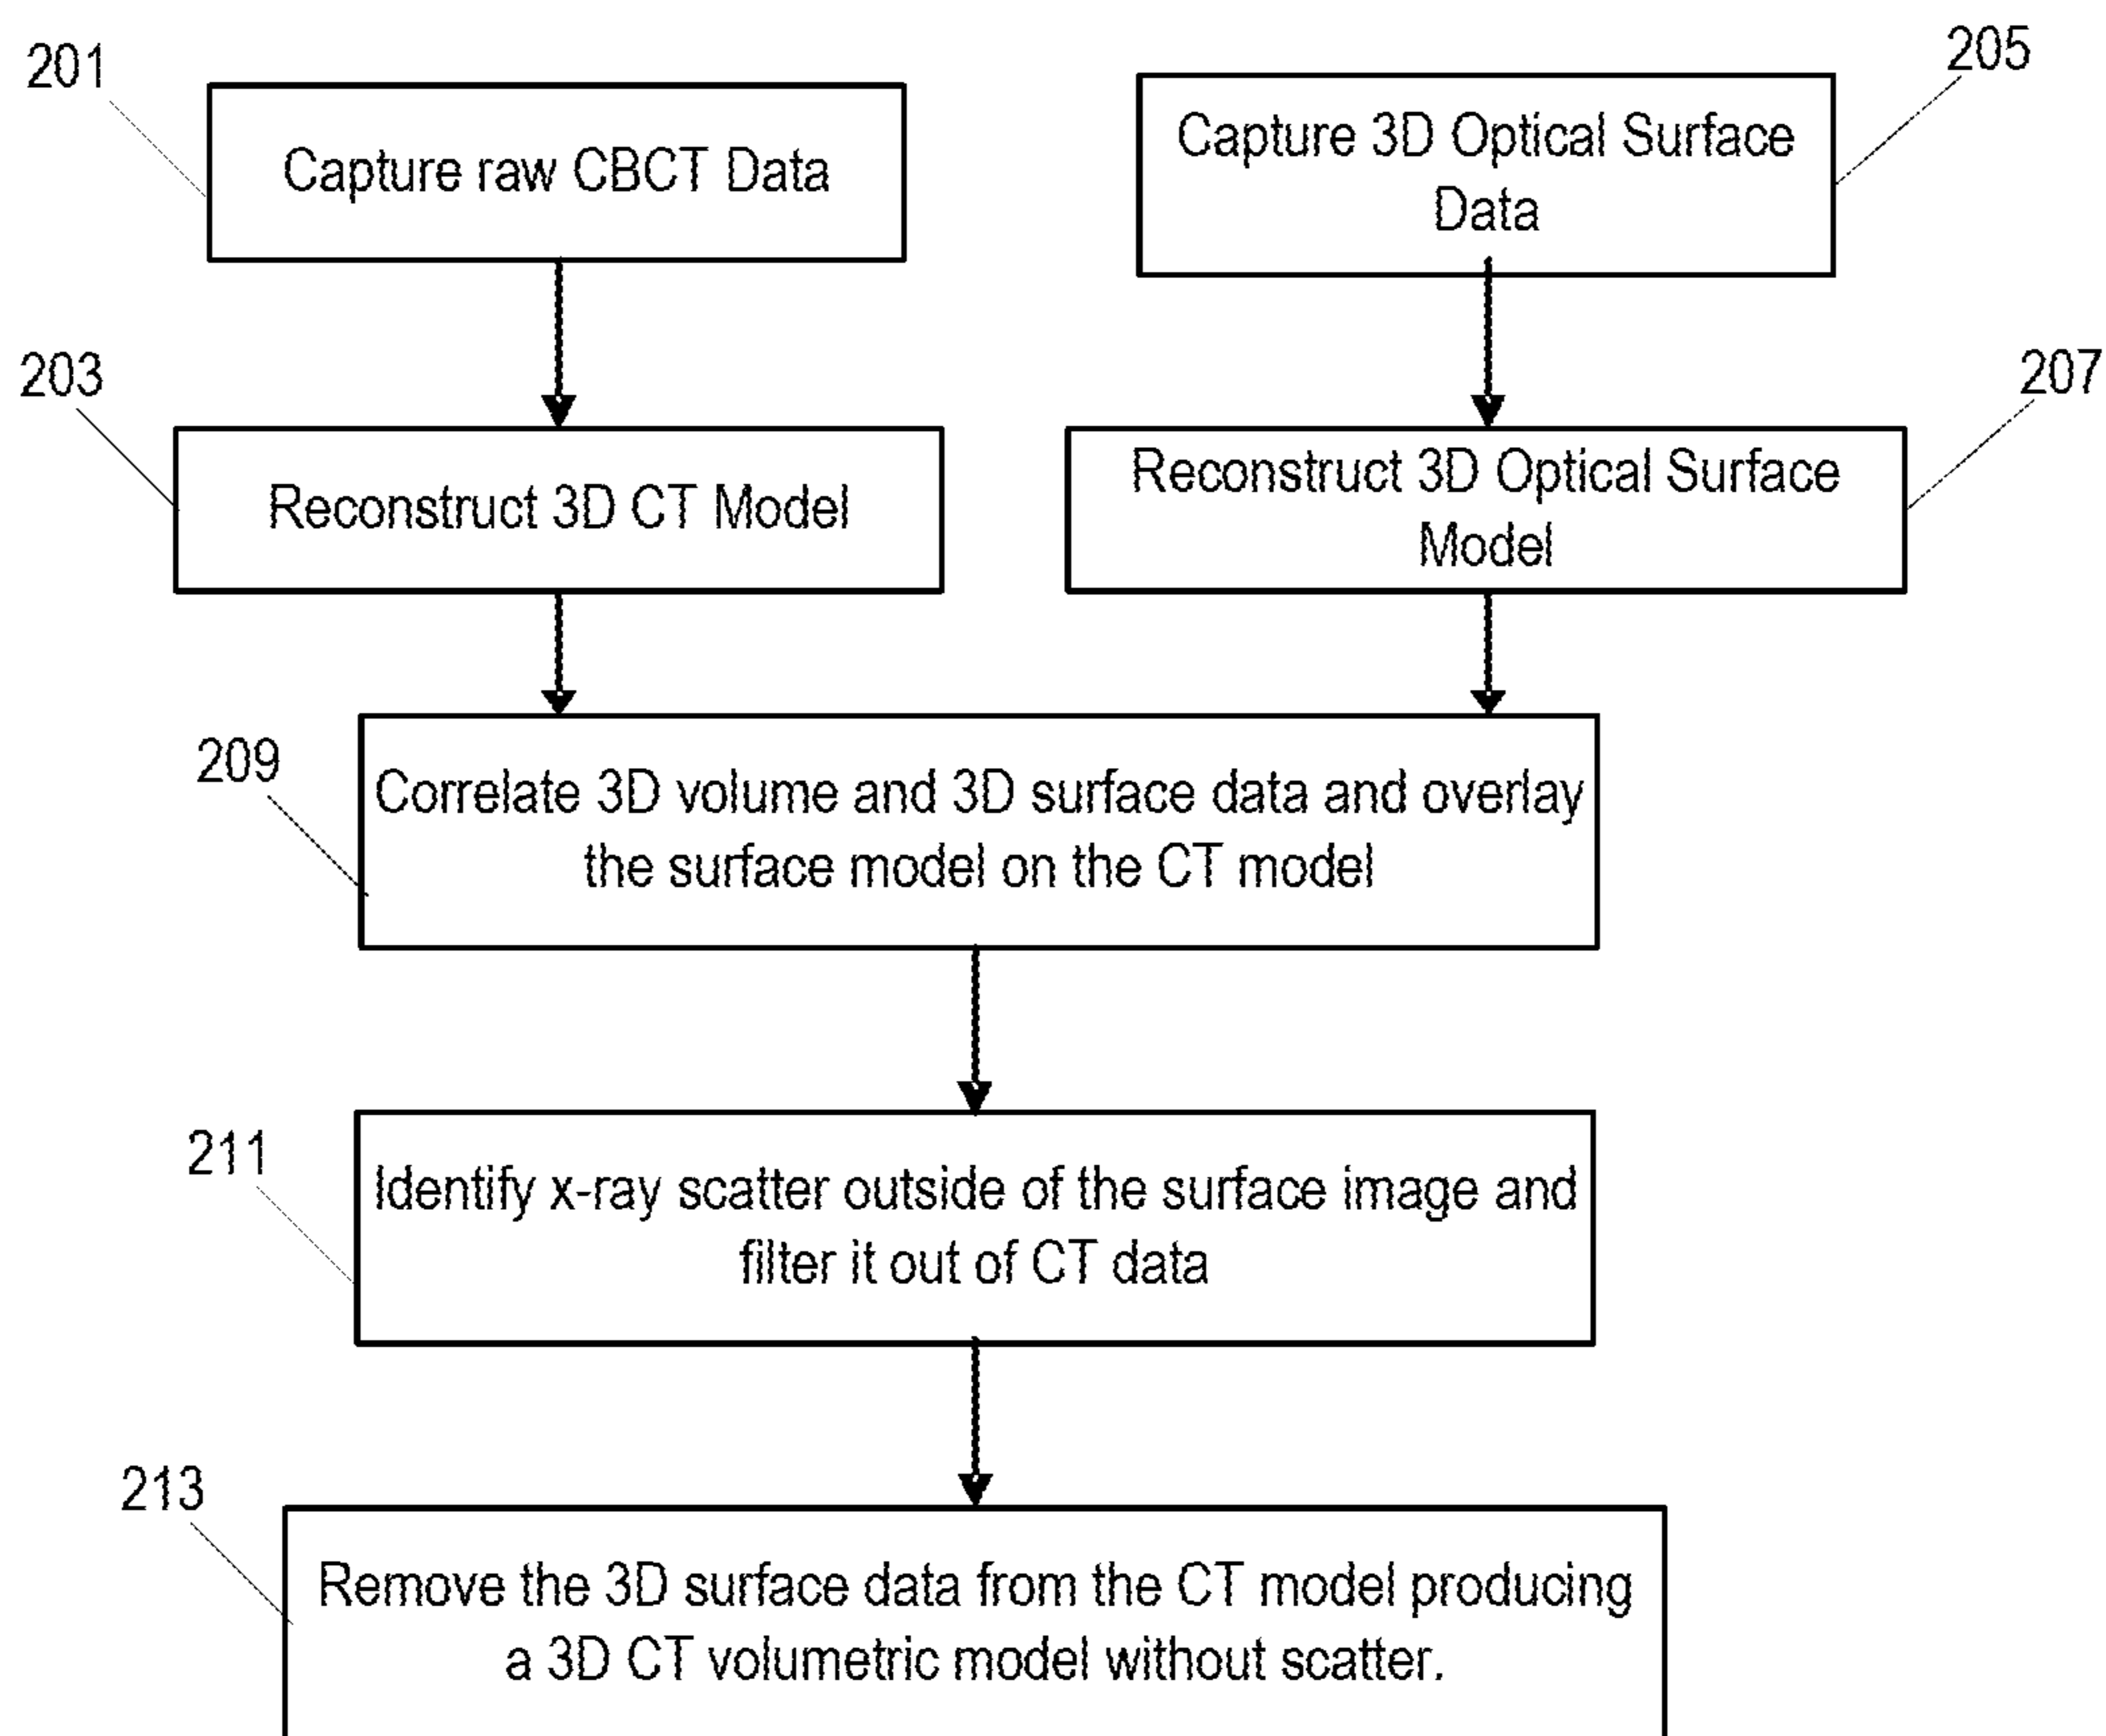 201
Capture raw CBCT Data
205
Capture 3D Optical Surface
Data
203
Reconstruct 3D CT Model
207
Reconstruct 3D Optical Surface
Model
209
Correlate 3D volume and 3D surface data and overlay
the surface model on the CT model
211
Identify x-ray scatter outside of the surface image and
filter it out of CT data
213
Remove the 3D surface data from the CT model producing
a 3D CT volumetric model without scatter.